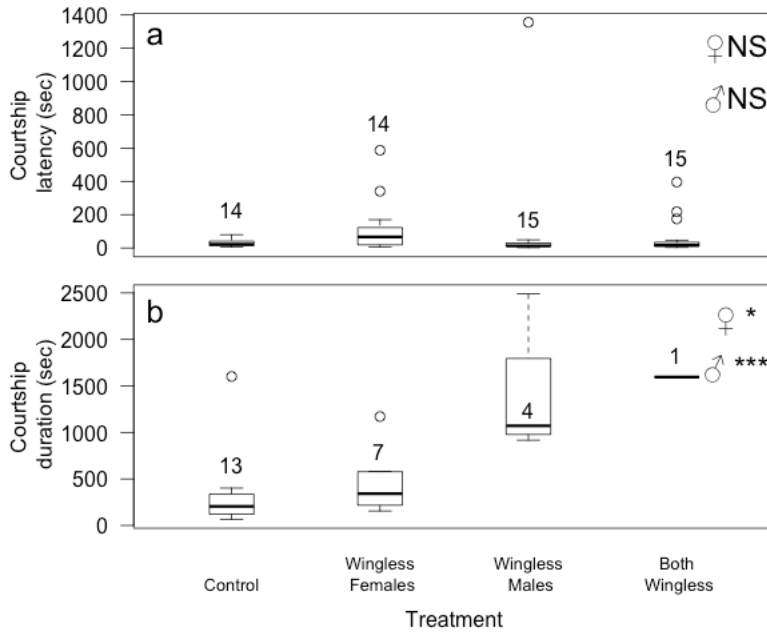 a
Courtship
latency (sec)
1400
1200
1000
800
600
400
200
0
14
14
15
15
♀NS
♂NS
b
Courtship
duration (sec)
2500
2000
1500
1000
500
0
13
7
4
1
♀ *
♂ ***
Control
Wingless
Females
Wingless
Males
Both
Wingless
Treatment